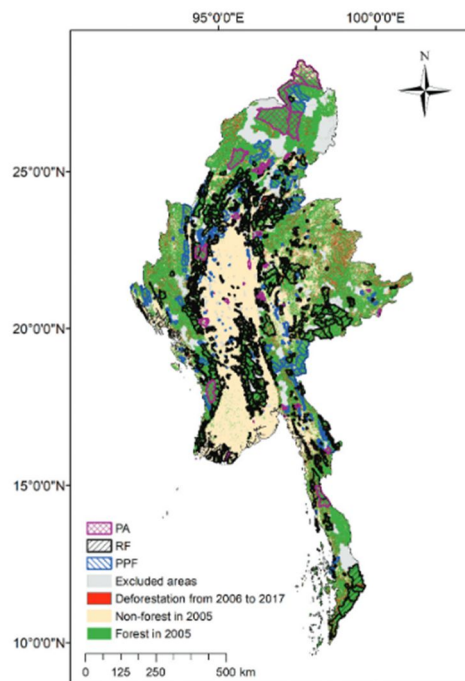 95°0'0"E 100°0'0"E
N
25°0'0"N
20°0'0"N
15°0'0"N
10°0'0"N
PA
RF
PPF
Excluded areas
Deforestation from 2006 to 2017
Non-forest in 2005
Forest in 2005
0 125 250 500 km